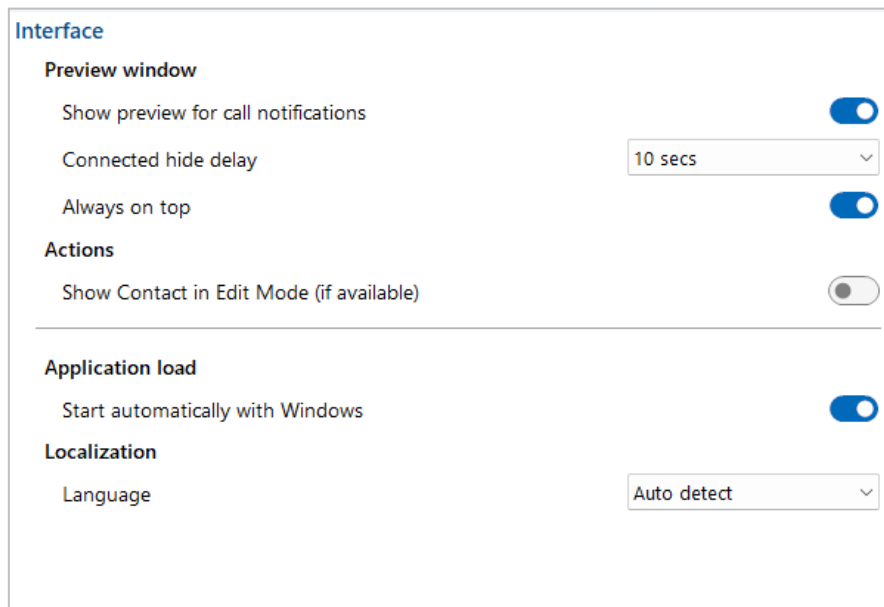 Interface
Preview window
Show preview for call notifications
Connected hide delay 10 secs
Always on top
Actions
Show Contact in Edit Mode (if available)
Application load
Start automatically with Windows
Localization
Language Auto detect